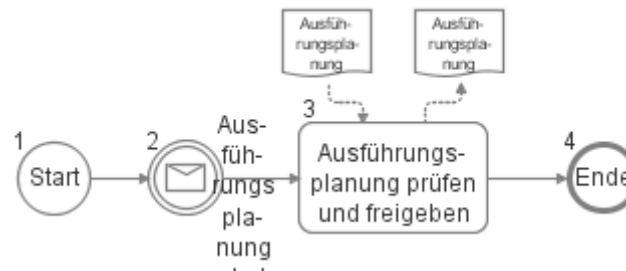 Ausfüh-
rungspla-
nung
Ausfüh-
rungspla-
nung
1
Start
2
Aus-
füh-
rungs
pla-
nung
3
Ausführungs-
planung prüfen
und freigeben
4
Ende